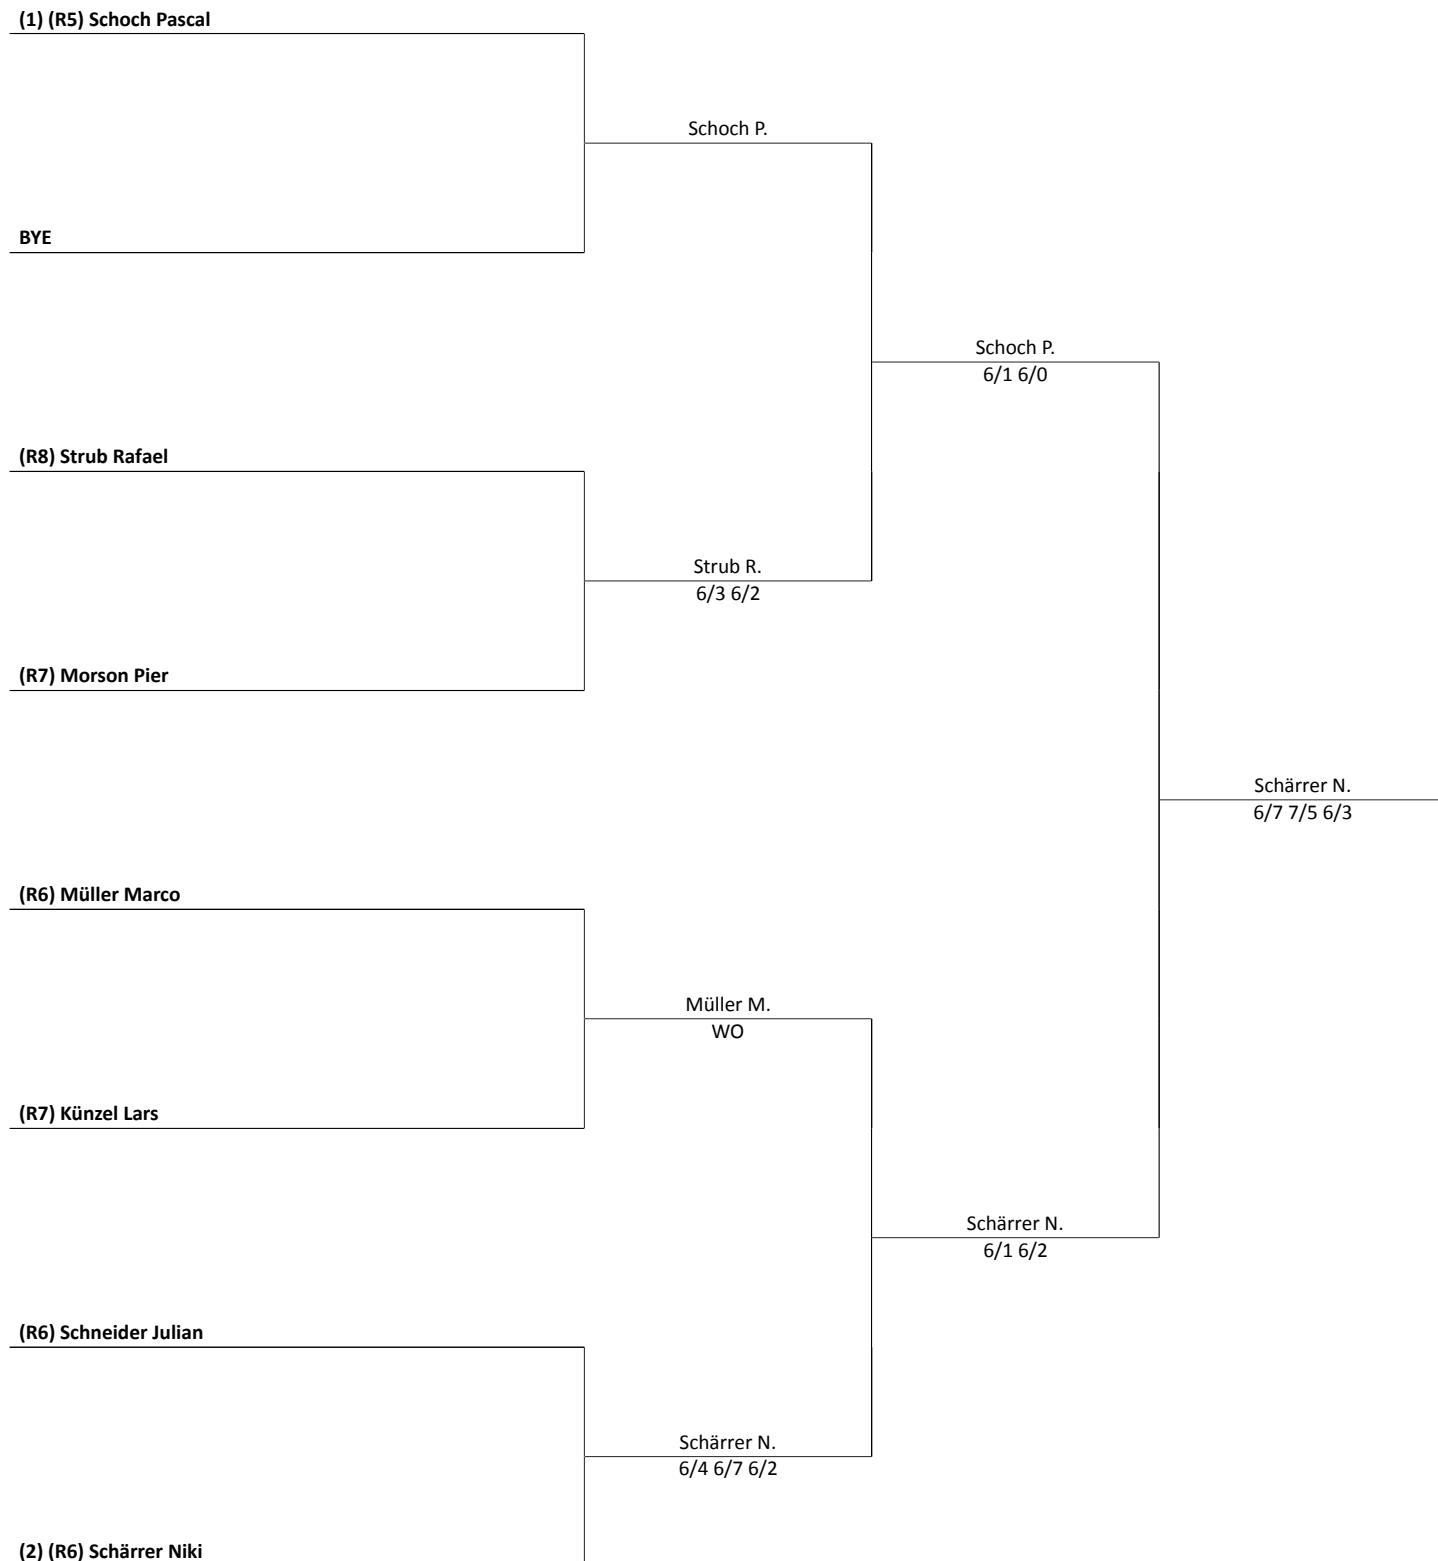 (1) (R5) Schoch Pascal
Schoch P.
BYE
Schoch P.
6/1 6/0
(R8) Strub Rafael
Strub R.
6/3 6/2
(R7) Morson Pier
Schärrer N.
6/7 7/5 6/3
(R6) Müller Marco
Müller M.
WO
(R7) Künzel Lars
Schärrer N.
6/1 6/2
(R6) Schneider Julian
Schärrer N.
6/4 6/7 6/2
(2) (R6) Schärrer Niki